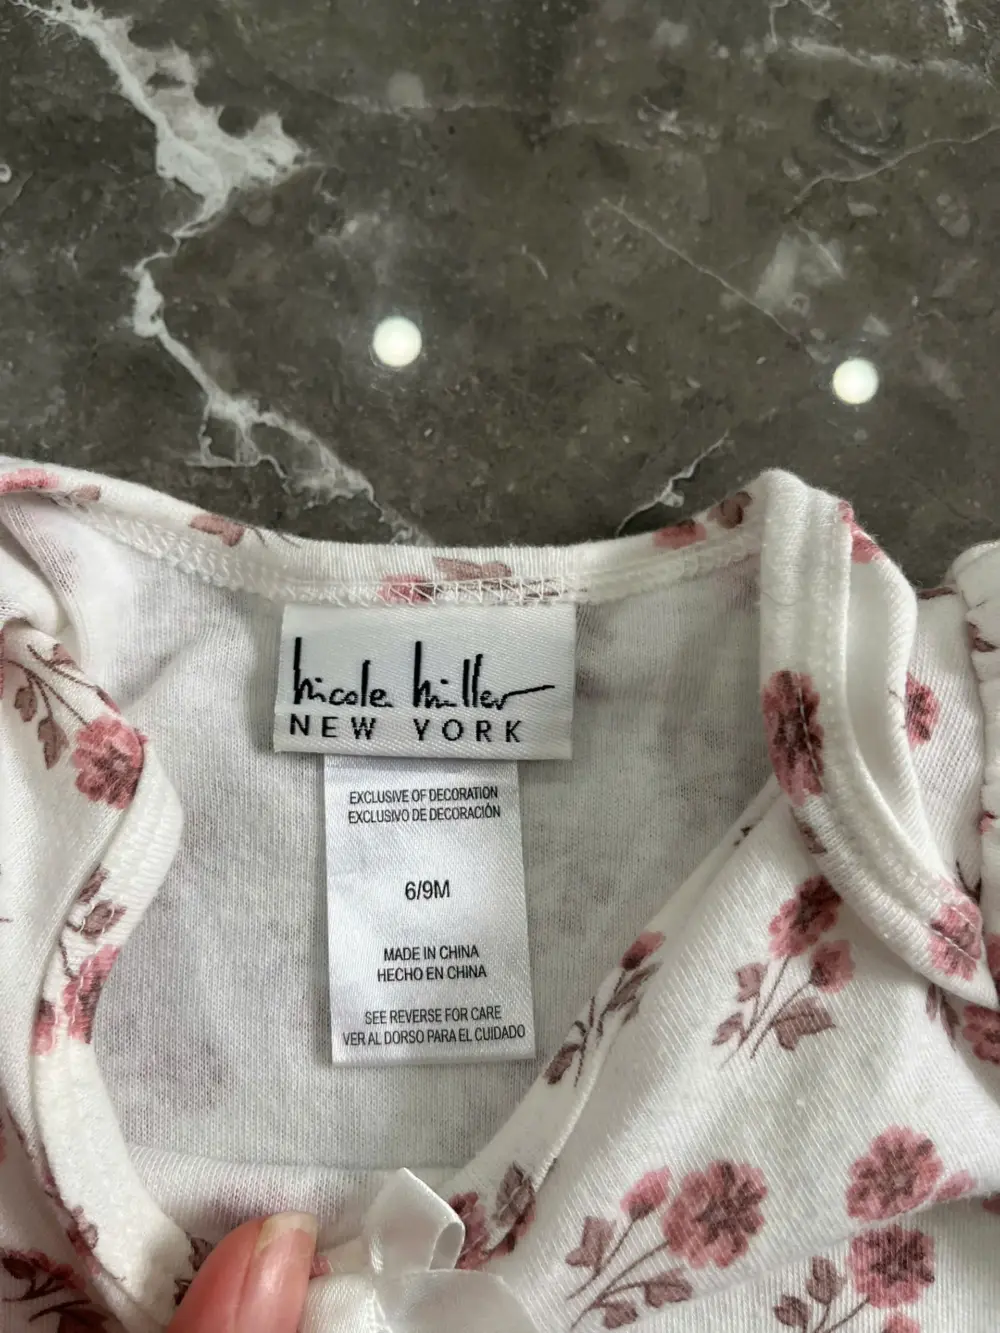 nicole miller
NEW YORK
EXCLUSIVE OF DECORATION
EXCLUSIVO DE DECORACIÓN
6/9M
MADE IN CHINA
HECHO EN CHINA
SEE REVERSE FOR CARE
VER AL DORSO PARA EL CUIDADO